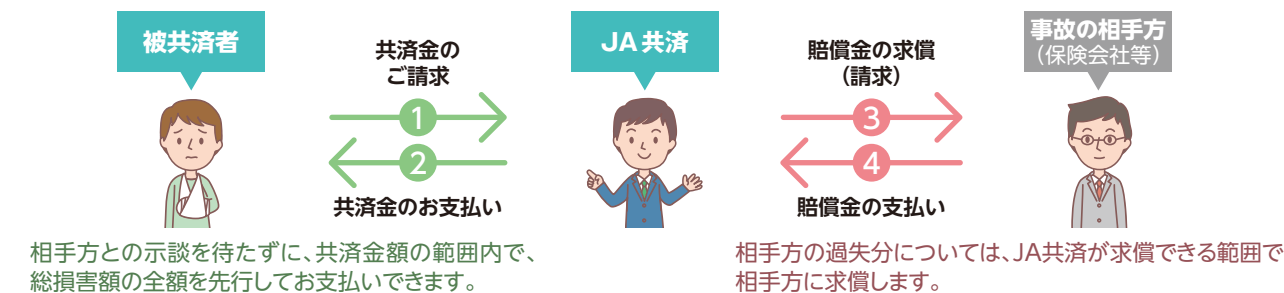 被共済者
共済金の
ご請求
1
2
共済金のお支払い
JA共済
賠償金の求償
（請求）
3
4
賠償金の支払い
事故の相手方
（保険会社等）
相手方との示談を待たずに、共済金額の範囲内で、
総損害額の全額を先行してお支払いできます。
相手方の過失分については、JA共済が求償できる範囲で
相手方に求償します。